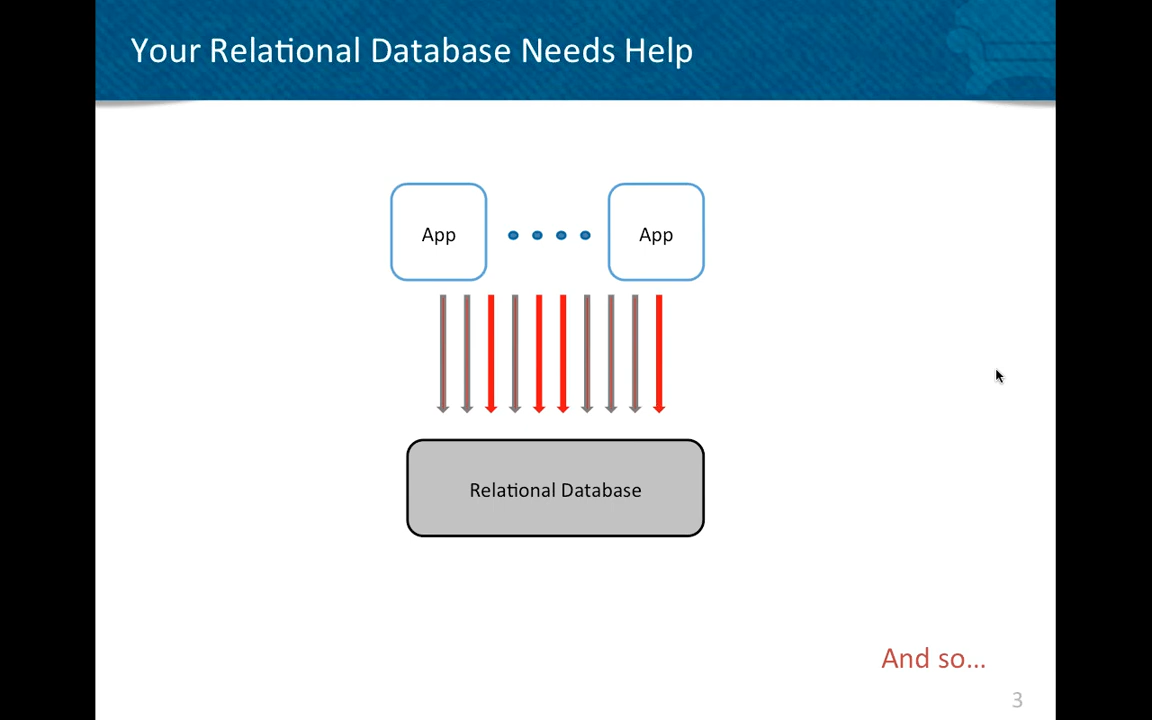 Your Relational Database Needs Help
App
App
Relational Database
And so...
3